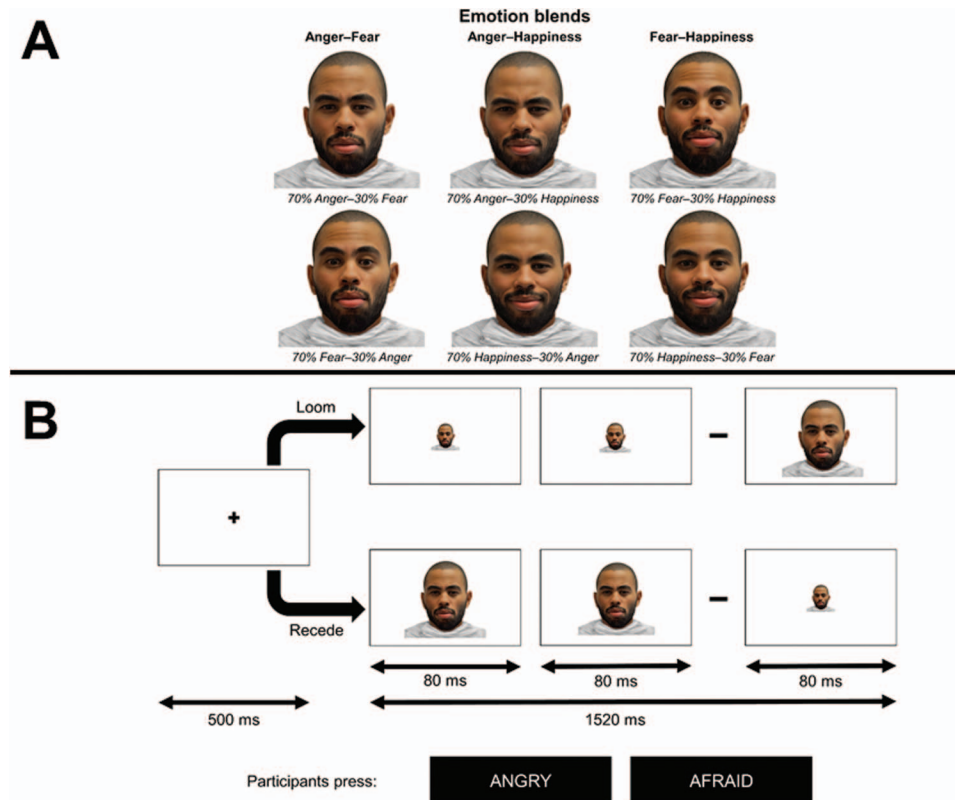 A
Emotion blends
Anger–Fear Anger–Happiness Fear–Happiness
70% Anger–30% Fear 70% Anger–30% Happiness 70% Fear–30% Happiness
70% Fear–30% Anger 70% Happiness–30% Anger 70% Happiness–30% Fear
B
Loom
+
Recede
80 ms 80 ms 80 ms
500 ms 1520 ms
Participants press: ANGRY AFRAID